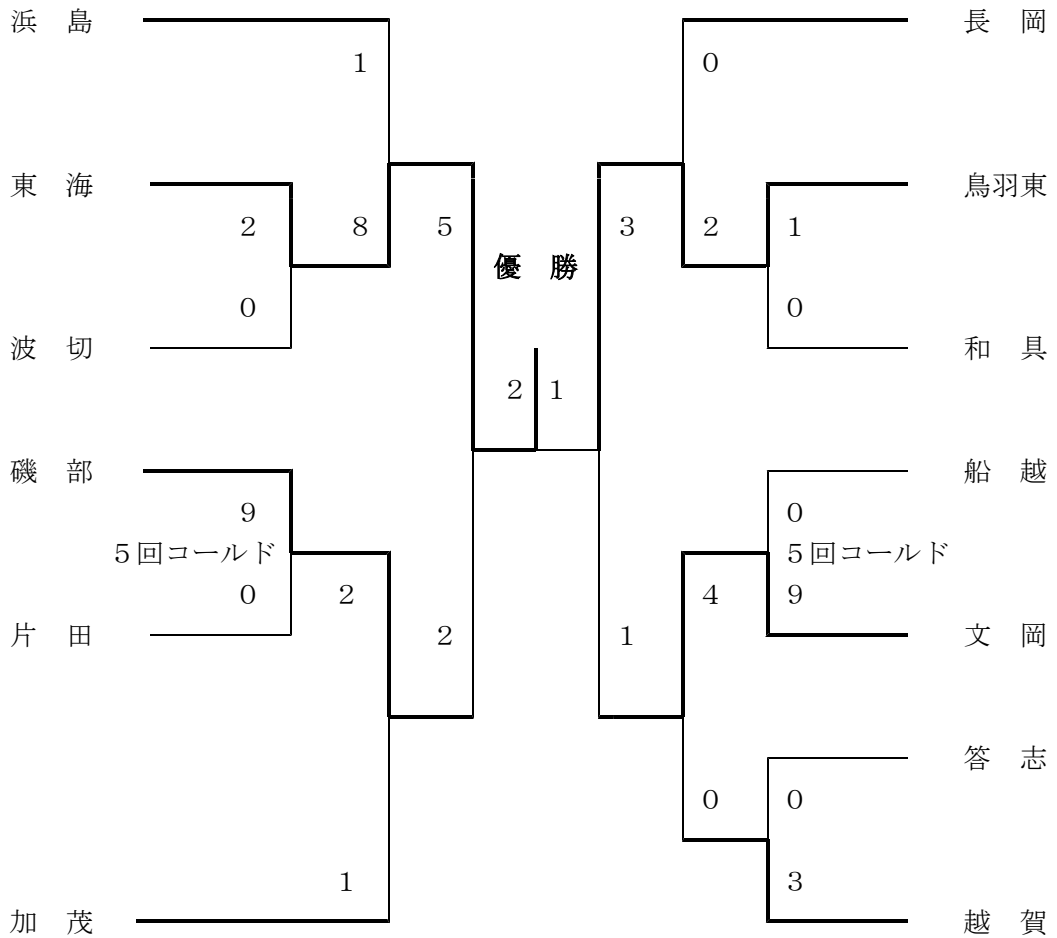 浜　島
長　岡
１
０
東　海
鳥羽東
２
８
５
３
２
１
優　勝
０
０
波　切
和　具
２
１
磯　部
船　越
９
０
５回コールド
５回コールド
０
２
４
９
片　田
２
１
文　岡
答　志
０
０
１
３
加　茂
越　賀